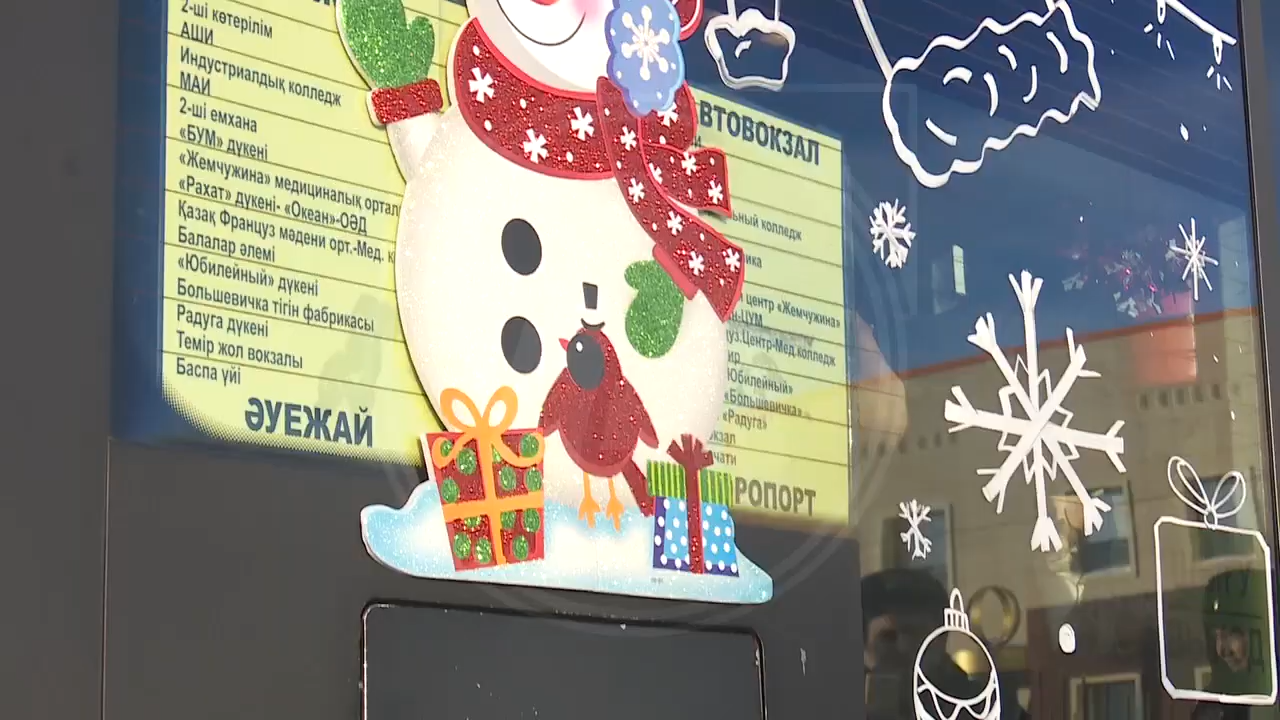 2-ші көтерілім
АШИ
Индустриалдық колледж
МАИ
2-ші емхана
«БУМ» дүкені
«Жемчужина» медициналық ортал
«Рахат» дүкені- «Океан»-ОӘД
Қазақ Француз мәдени орт.-Мед. к
Балалар әлемі
«Юбилейный» дүкені
Большевичка тігін фабрикасы
Радуга дүкені
Темір жол вокзалы
Баспа үйі
ӘУЕЖАЙ
ВТОВОКЗАЛ
ьный колледж
ика
центр «Жемчужина»
н-ЦУМ
уз.Центр-Мед.колледж
ир
Юбилейный»
«Большевичка»
«Радуга»
кзал
чати
РОПОРТ